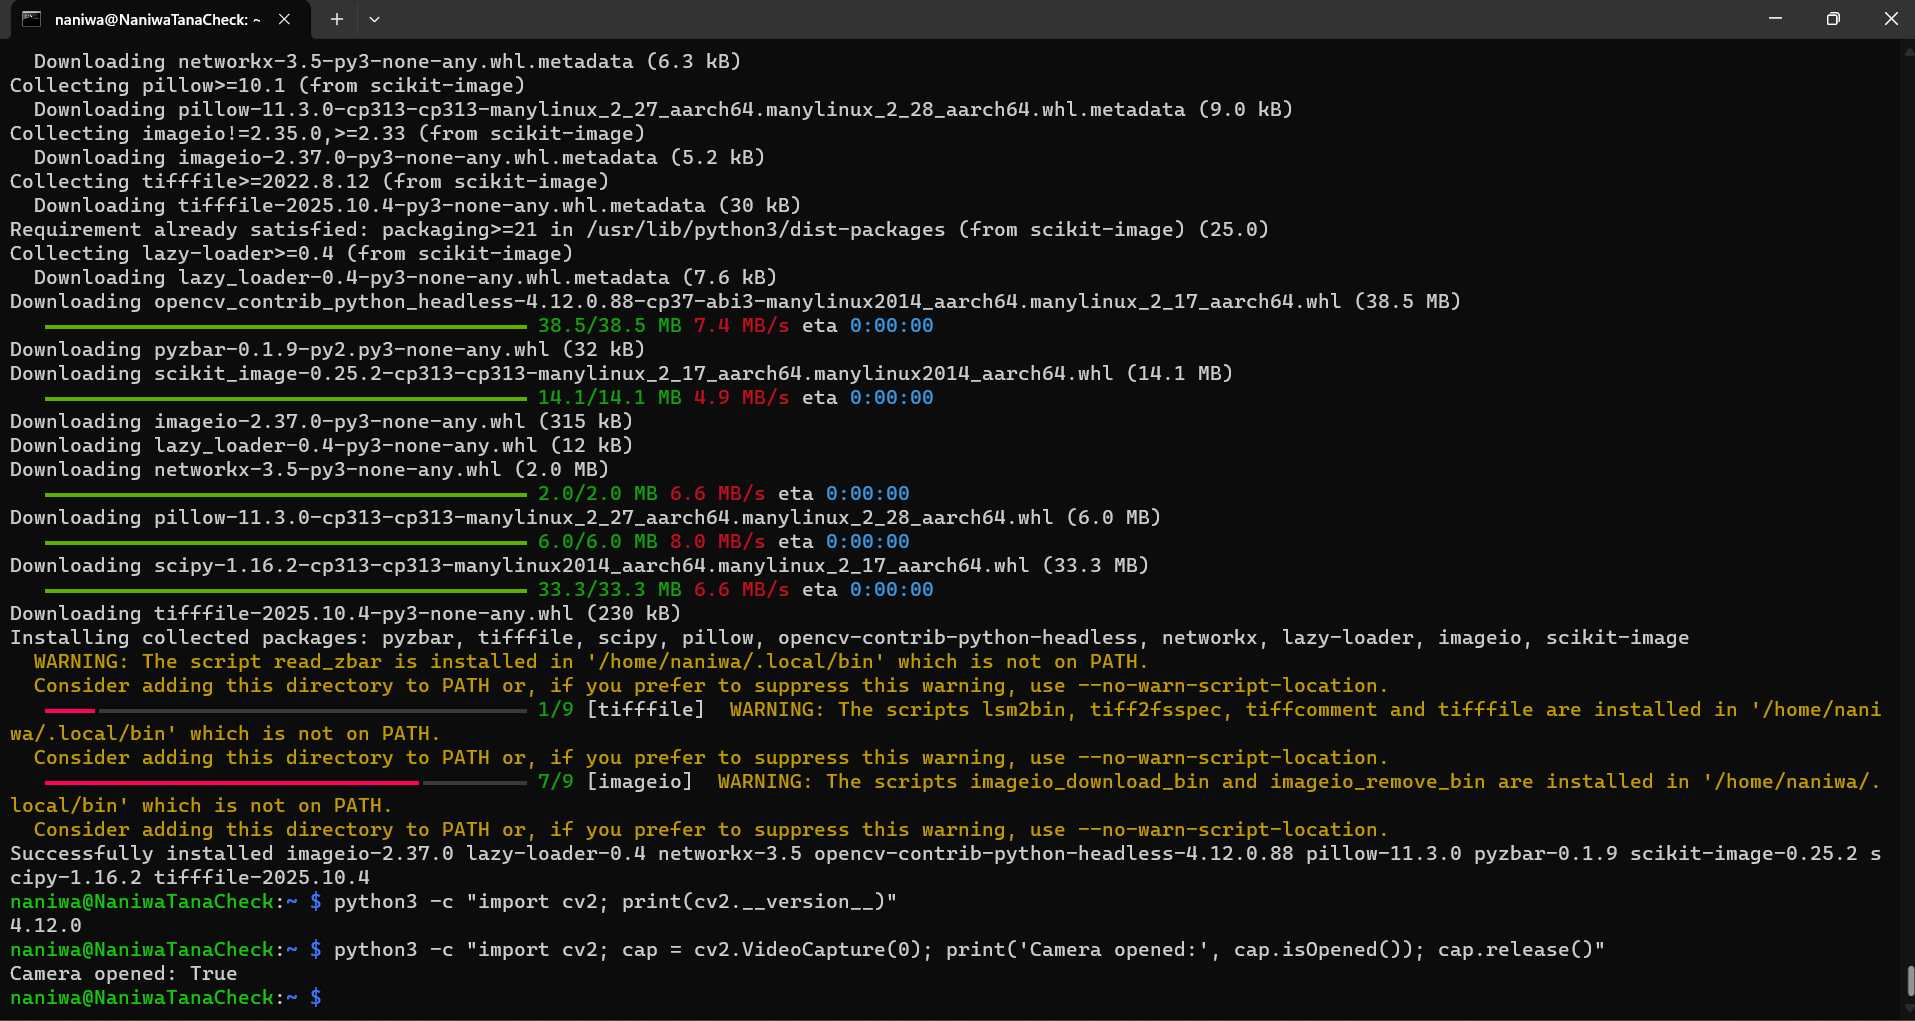 naniwa@NaniwaTanaCheck: ~
  Downloading networkx-3.5-py3-none-any.whl.metadata (6.3 kB)
Collecting pillow>=10.1 (from scikit-image)
  Downloading pillow-11.3.0-cp313-cp313-manylinux_2_27_aarch64.manylinux_2_28_aarch64.whl.metadata (9.0 kB)
Collecting imageio!=2.35.0,>=2.33 (from scikit-image)
  Downloading imageio-2.37.0-py3-none-any.whl.metadata (5.2 kB)
Collecting tifffile>=2022.8.12 (from scikit-image)
  Downloading tifffile-2025.10.4-py3-none-any.whl.metadata (30 kB)
Requirement already satisfied: packaging>=21 in /usr/lib/python3/dist-packages (from scikit-image) (25.0)
Collecting lazy-loader>=0.4 (from scikit-image)
  Downloading lazy_loader-0.4-py3-none-any.whl.metadata (7.6 kB)
Downloading opencv_contrib_python_headless-4.12.0.88-cp37-abi3-manylinux2014_aarch64.manylinux_2_17_aarch64.whl (38.5 MB)
38.5/38.5 MB 7.4 MB/s eta 0:00:00
Downloading pyzbar-0.1.9-py2.py3-none-any.whl (32 kB)
Downloading scikit_image-0.25.2-cp313-cp313-manylinux_2_17_aarch64.manylinux2014_aarch64.whl (14.1 MB)
14.1/14.1 MB 4.9 MB/s eta 0:00:00
Downloading imageio-2.37.0-py3-none-any.whl (315 kB)
Downloading lazy_loader-0.4-py3-none-any.whl (12 kB)
Downloading networkx-3.5-py3-none-any.whl (2.0 MB)
2.0/2.0 MB 6.6 MB/s eta 0:00:00
Downloading pillow-11.3.0-cp313-cp313-manylinux_2_27_aarch64.manylinux_2_28_aarch64.whl (6.0 MB)
6.0/6.0 MB 8.0 MB/s eta 0:00:00
Downloading scipy-1.16.2-cp313-cp313-manylinux2014_aarch64.manylinux_2_17_aarch64.whl (33.3 MB)
33.3/33.3 MB 6.6 MB/s eta 0:00:00
Downloading tifffile-2025.10.4-py3-none-any.whl (230 kB)
Installing collected packages: pyzbar, tifffile, scipy, pillow, opencv-contrib-python-headless, networkx, lazy-loader, imageio, scikit-image
  WARNING: The script read_zbar is installed in '/home/naniwa/.local/bin' which is not on PATH.
  Consider adding this directory to PATH or, if you prefer to suppress this warning, use --no-warn-script-location.
1/9 [tifffile]  WARNING: The scripts lsm2bin, tiff2fsspec, tiffcomment and tifffile are installed in '/home/nani
wa/.local/bin' which is not on PATH.
  Consider adding this directory to PATH or, if you prefer to suppress this warning, use --no-warn-script-location.
7/9 [imageio]  WARNING: The scripts imageio_download_bin and imageio_remove_bin are installed in '/home/naniwa/.
local/bin' which is not on PATH.
  Consider adding this directory to PATH or, if you prefer to suppress this warning, use --no-warn-script-location.
Successfully installed imageio-2.37.0 lazy-loader-0.4 networkx-3.5 opencv-contrib-python-headless-4.12.0.88 pillow-11.3.0 pyzbar-0.1.9 scikit-image-0.25.2 s
cipy-1.16.2 tifffile-2025.10.4
naniwa@NaniwaTanaCheck:~ $ python3 -c "import cv2; print(cv2.__version__)"
4.12.0
naniwa@NaniwaTanaCheck:~ $ python3 -c "import cv2; cap = cv2.VideoCapture(0); print('Camera opened:', cap.isOpened()); cap.release()"
Camera opened: True
naniwa@NaniwaTanaCheck:~ $